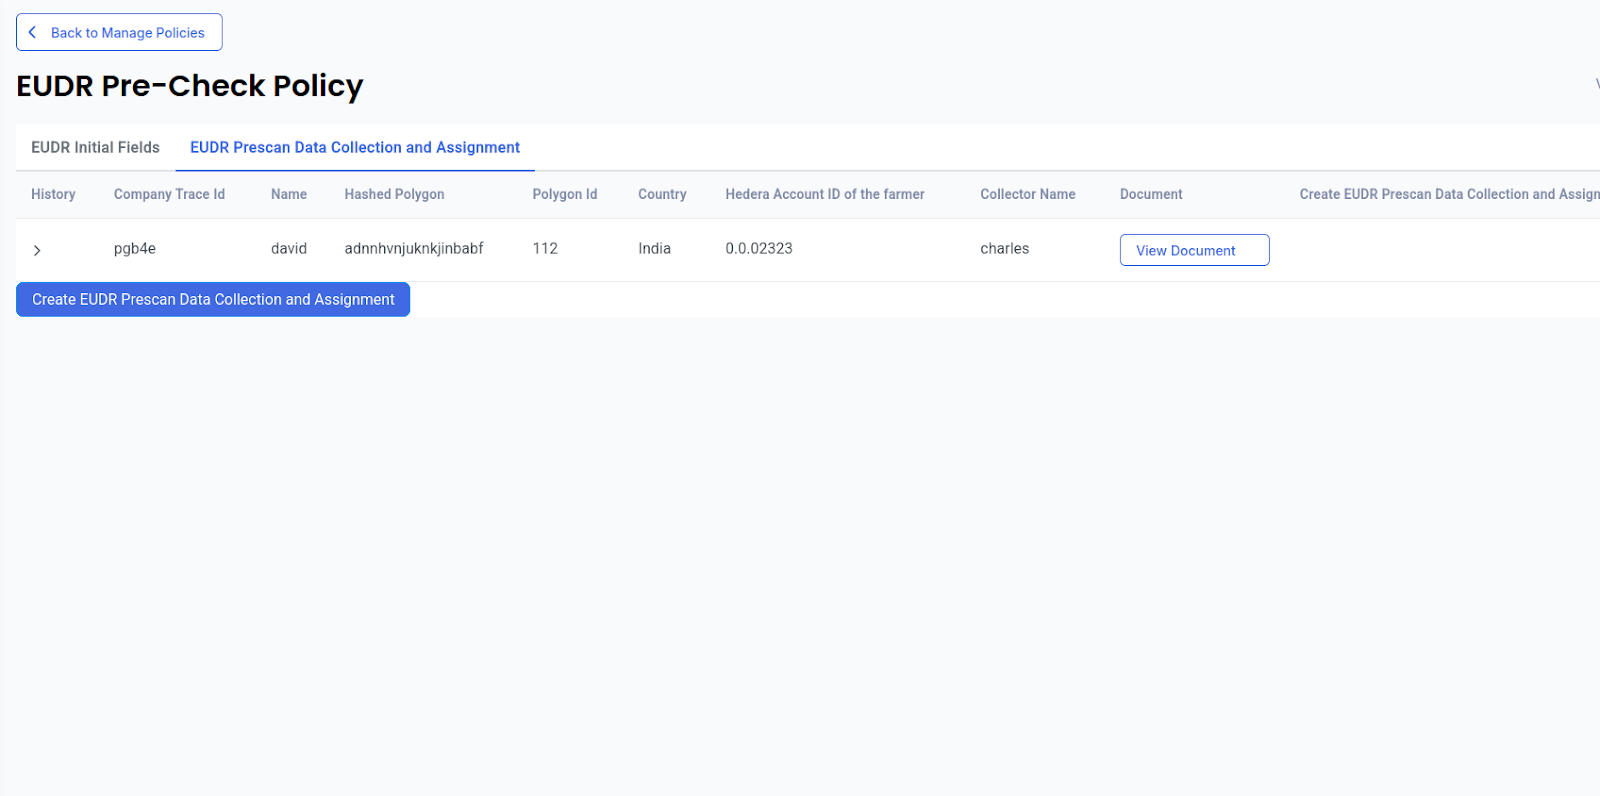 Back to Manage Policies
EUDR Pre-Check Policy
EUDR Initial Fields EUDR Prescan Data Collection and Assignment
History Company Trace Id Name Hashed Polygon Polygon Id Country Hedera Account ID of the farmer Collector Name Document Create EUDR Prescan Data Collection and Assign
pgb4e david adnnhvnjuknkjinbabf 112 India 0.0.02323 charles View Document
Create EUDR Prescan Data Collection and Assignment